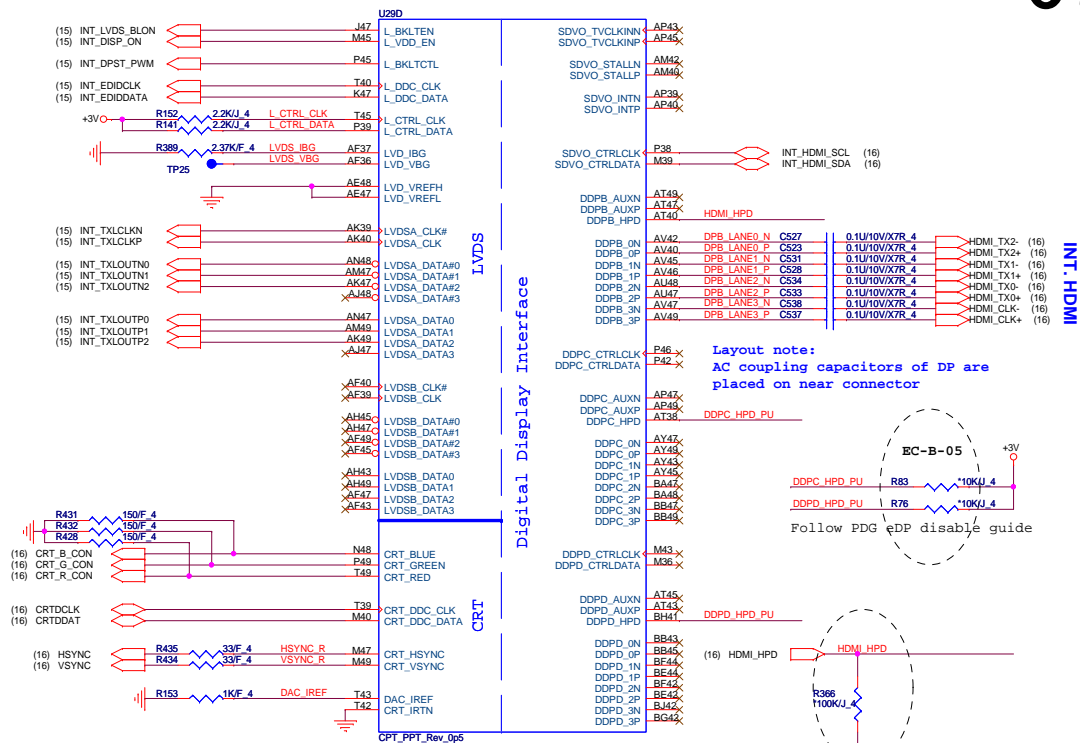 U29D
(15) INT_LVDS_BLON J47 L_BKLTEN
(15) INT_DISP_ON M45 L_VDD_EN
(15) INT_DPST_PWM P45 L_BKLTCTL
(15) INT_EDIDCLK T40 L_DDC_CLK
(15) INT_EDIDDATA K47 L_DDC_DATA
+3V R152 2.2K/J_4 L_CTRL_CLK T45 L_CTRL_CLK
R141 2.2K/J_4 L_CTRL_DATA P39 L_CTRL_DATA
R389 2.37K/F_4 LVDS_IBG AF37 LVD_IBG
TP25 LVDS_VBG AF36 LVD_VBG
AE48 LVD_VREFH
AE47 LVD_VREFL
(15) INT_TXLCLKN AK39 LVDSA_CLK#
(15) INT_TXLCLKP AK40 LVDSA_CLK
(15) INT_TXLOUTN0 AN48 LVDSA_DATA#0
(15) INT_TXLOUTN1 AM47 LVDSA_DATA#1
(15) INT_TXLOUTN2 AK47 LVDSA_DATA#2
AJ48 LVDSA_DATA#3
(15) INT_TXLOUTP0 AN47 LVDSA_DATA0
(15) INT_TXLOUTP1 AM49 LVDSA_DATA1
(15) INT_TXLOUTP2 AK49 LVDSA_DATA2
AJ47 LVDSA_DATA3
AF40 LVDSB_CLK#
AF39 LVDSB_CLK
AH45 LVDSB_DATA#0
AH47 LVDSB_DATA#1
AF49 LVDSB_DATA#2
AF45 LVDSB_DATA#3
AH43 LVDSB_DATA0
AH49 LVDSB_DATA1
AF47 LVDSB_DATA2
AF43 LVDSB_DATA3
R431 150/F_4
R432 150/F_4
R428 150/F_4
(16) CRT_B_CON N48 CRT_BLUE
(16) CRT_G_CON P49 CRT_GREEN
(16) CRT_R_CON T49 CRT_RED
(16) CRTDCLK T39 CRT_DDC_CLK
(16) CRTDDAT M40 CRT_DDC_DATA
(16) HSYNC R435 33/F_4 HSYNC_R M47 CRT_HSYNC
(16) VSYNC R434 33/F_4 VSYNC_R M49 CRT_VSYNC
R153 1K/F_4 DAC_IREF T43 DAC_IREF
T42 CRT_IRTN
CPT_PPT_Rev_0p5
LVDS
CRT
Digital Display Interface
SDVO_TVCLKINN AP43
SDVO_TVCLKINP AP45
SDVO_STALLN AM42
SDVO_STALLP AM40
SDVO_INTN AP39
SDVO_INTP AP40
SDVO_CTRLCLK P38 INT_HDMI_SCL (16)
SDVO_CTRLDATA M39 INT_HDMI_SDA (16)
DDPB_AUXN AT49
DDPB_AUXP AT47
DDPB_HPD AT40 HDMI_HPD
DDPB_0N AV42 DPB_LANE0_N C527 0.1U/10V/X7R_4 HDMI_TX2- (16)
DDPB_0P AV40 DPB_LANE0_P C523 0.1U/10V/X7R_4 HDMI_TX2+ (16)
DDPB_1N AV45 DPB_LANE1_N C531 0.1U/10V/X7R_4 HDMI_TX1- (16)
DDPB_1P AV46 DPB_LANE1_P C528 0.1U/10V/X7R_4 HDMI_TX1+ (16)
DDPB_2N AU48 DPB_LANE2_N C534 0.1U/10V/X7R_4 HDMI_TX0- (16)
DDPB_2P AU47 DPB_LANE2_P C533 0.1U/10V/X7R_4 HDMI_TX0+ (16)
DDPB_3N AV47 DPB_LANE3_N C538 0.1U/10V/X7R_4 HDMI_CLK- (16)
DDPB_3P AV49 DPB_LANE3_P C537 0.1U/10V/X7R_4 HDMI_CLK+ (16)
INT. HDMI
Layout note:
AC coupling capacitors of DP are
placed on near connector
DDPC_CTRLCLK P46
DDPC_CTRLDATA P42
DDPC_AUXN AP47
DDPC_AUXP AP49
DDPC_HPD AT38 DDPC_HPD_PU
DDPC_0N AY47
DDPC_0P AY49
DDPC_1N AY43
DDPC_1P AY45
DDPC_2N BA47
DDPC_2P BA48
DDPC_3N BB47
DDPC_3P BB49
EC-B-05
+3V
DDPC_HPD_PU R83 *10K/J_4
DDPD_HPD_PU R76 *10K/J_4
Follow PDG eDP disable guide
DDPD_CTRLCLK M43
DDPD_CTRLDATA M36
DDPD_AUXN AT45
DDPD_AUXP AT43
DDPD_HPD BH41 DDPD_HPD_PU
DDPD_0N BB43
DDPD_0P BB45
DDPD_1N BF44
DDPD_1P BE44
DDPD_2N BF42
DDPD_2P BE42
DDPD_3N BJ42
DDPD_3P BG42
(16) HDMI_HPD HDMI_HPD
R366
*100K/J_4